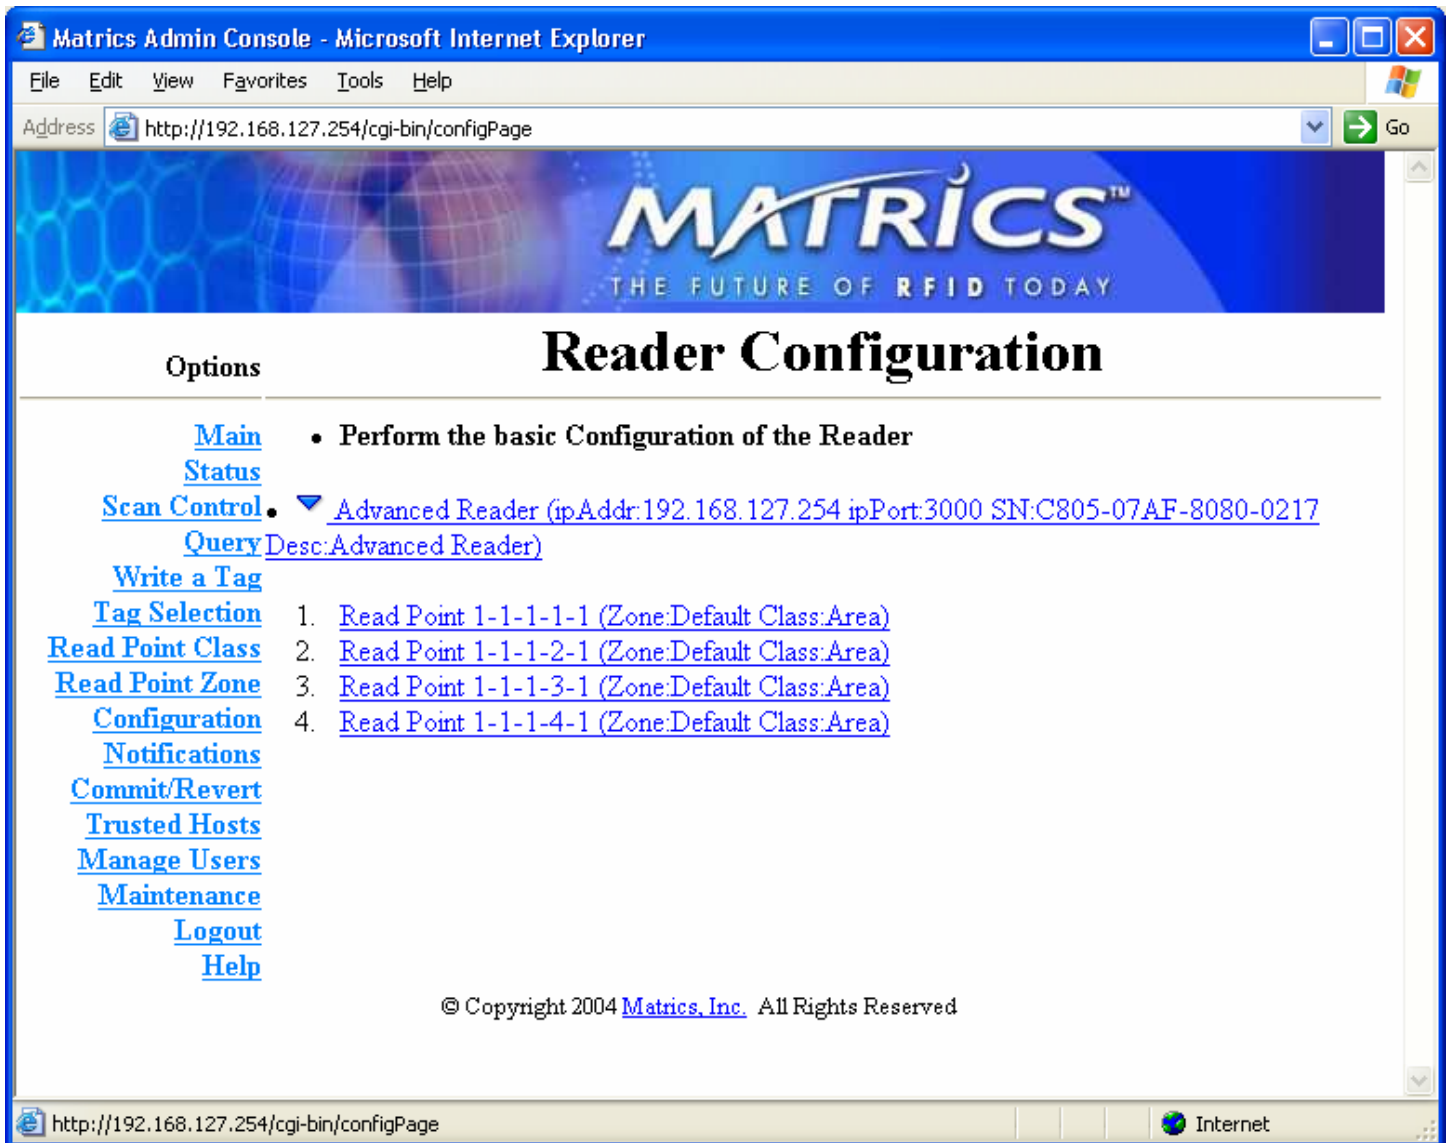 Matrics Admin Console - Microsoft Internet Explorer
File Edit View Favorites Tools Help
Address http://192.168.127.254/cgi-bin/configPage Go
MATRICS™
THE FUTURE OF RFID TODAY
Options
Reader Configuration
Main
Status
Scan Control
Query
Write a Tag
Tag Selection
Read Point Class
Read Point Zone
Configuration
Notifications
Commit/Revert
Trusted Hosts
Manage Users
Maintenance
Logout
Help
• Perform the basic Configuration of the Reader
• Advanced Reader (ipAddr:192.168.127.254 ipPort:3000 SN:C805-07AF-8080-0217
Desc:Advanced Reader)
1. Read Point 1-1-1-1-1 (Zone:Default Class:Area)
2. Read Point 1-1-1-2-1 (Zone:Default Class:Area)
3. Read Point 1-1-1-3-1 (Zone:Default Class:Area)
4. Read Point 1-1-1-4-1 (Zone:Default Class:Area)
© Copyright 2004 Matrics, Inc. All Rights Reserved
http://192.168.127.254/cgi-bin/configPage Internet